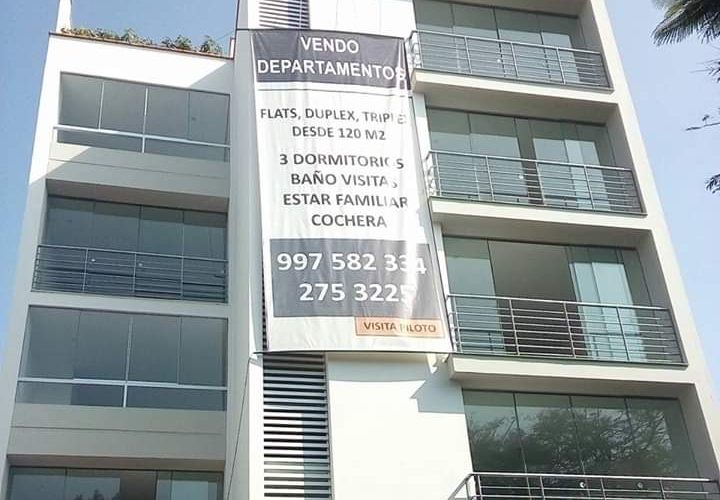 VENDO
DEPARTAMENTOS
FLATS, DUPLEX, TRIPLE
DESDE 120 M2
3 DORMITORIOS
BAÑO VISITAS
ESTAR FAMILIAR
COCHERA
997 582 334
275 3225
VISITA PILOTO